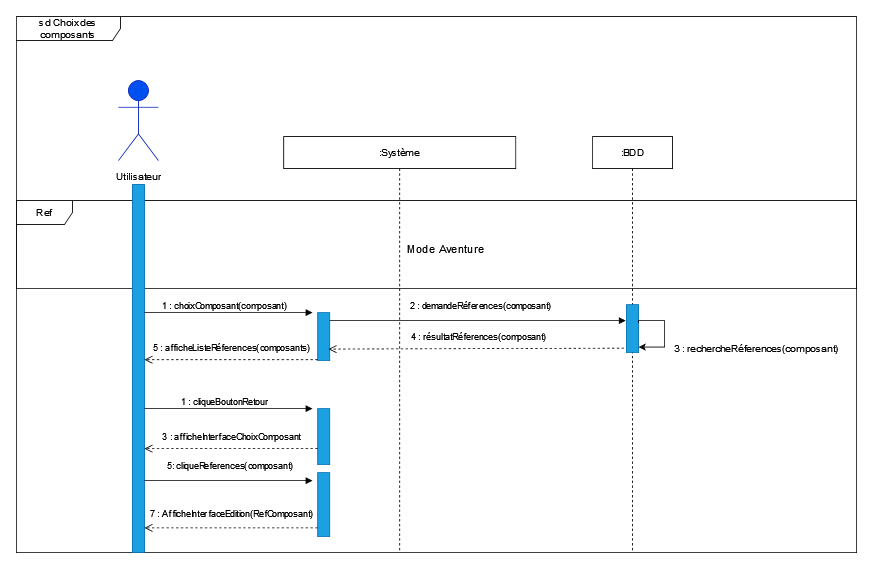 sd Choix des
composants
:Système
:BDD
Utilisateur
Ref
Mode Aventure
1 : choixComposant(composant)
2 : demandeRéferences(composant)
4 : résultatRéferences(composant)
5 : afficheListeRéferences(composants)
3 : rechercheRéferences(composant)
1 : cliqueBoutonRetour
3 : afficheInterfaceChoixComposant
5: cliqueReferences(composant)
7 : AfficheInterfaceEdition(RefComposant)